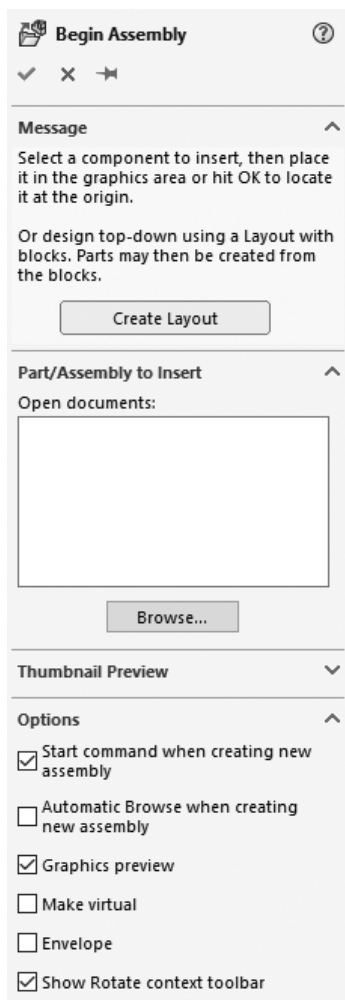 Begin Assembly
Message
Select a component to insert, then place
it in the graphics area or hit OK to locate
it at the origin.
Or design top-down using a Layout with
blocks. Parts may then be created from
the blocks.
Create Layout
Part/Assembly to Insert
Open documents:
Browse...
Thumbnail Preview
Options
Start command when creating new
assembly
Automatic Browse when creating
new assembly
Graphics preview
Make virtual
Envelope
Show Rotate context toolbar